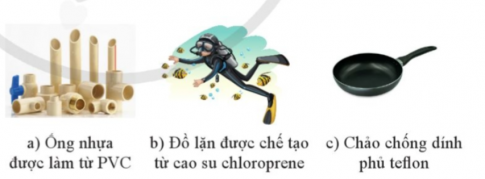 a) Ống nhựa
được làm từ PVC
b) Đồ lặn được chế tạo
từ cao su chloroprene
c) Chảo chống dính
phủ teflon